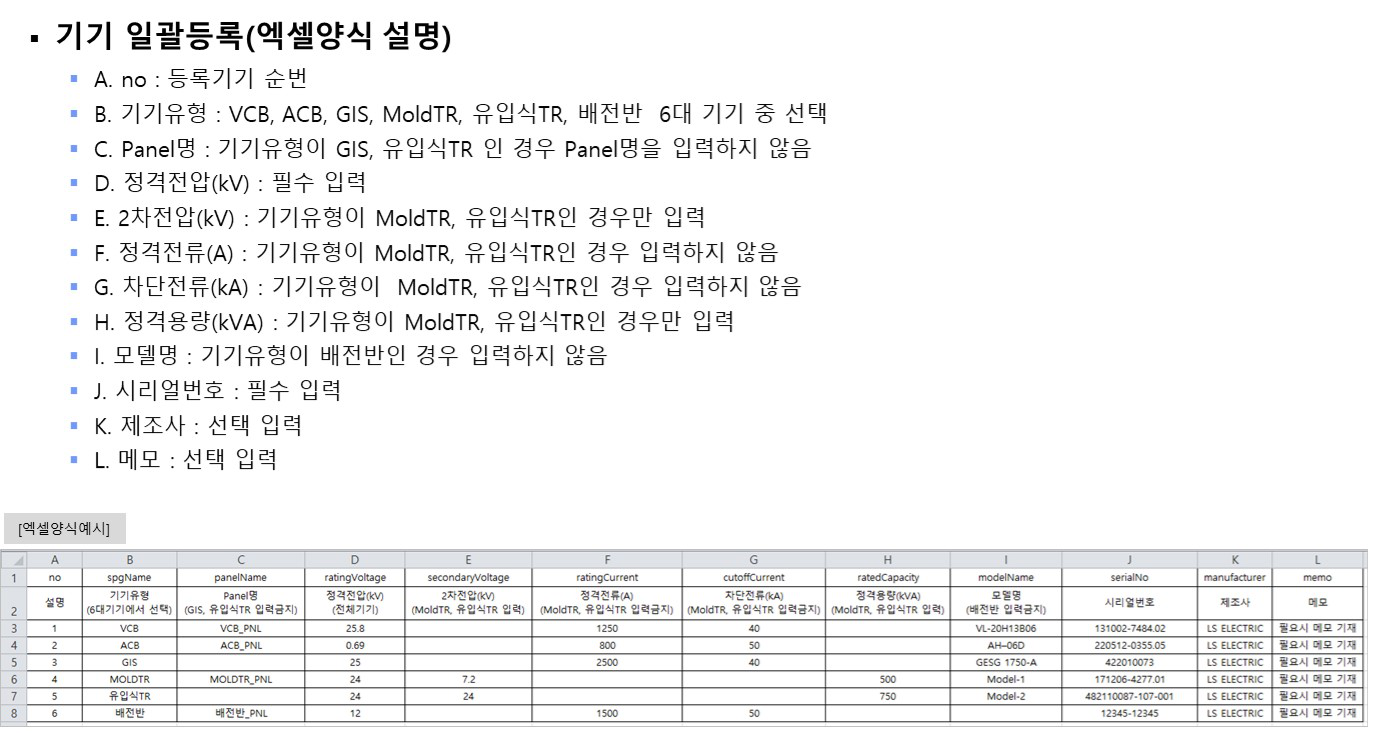 ▪ 기기 일괄등록(엑셀양식 설명)
▪ A. no : 등록기기 순번
▪ B. 기기유형 : VCB, ACB, GIS, MoldTR, 유입식TR, 배전반 6대 기기 중 선택
▪ C. Panel명 : 기기유형이 GIS, 유입식TR 인 경우 Panel명을 입력하지 않음
▪ D. 정격전압(kV) : 필수 입력
▪ E. 2차전압(kV) : 기기유형이 MoldTR, 유입식TR인 경우만 입력
▪ F. 정격전류(A) : 기기유형이 MoldTR, 유입식TR인 경우 입력하지 않음
▪ G. 차단전류(kA) : 기기유형이 MoldTR, 유입식TR인 경우 입력하지 않음
▪ H. 정격용량(kVA) : 기기유형이 MoldTR, 유입식TR인 경우만 입력
▪ I. 모델명 : 기기유형이 배전반인 경우 입력하지 않음
▪ J. 시리얼번호 : 필수 입력
▪ K. 제조사 : 선택 입력
▪ L. 메모 : 선택 입력
[엑셀양식예시]
A B C D E F G H I J K L
1 no spgName panelName ratingVoltage secondaryVoltage ratingCurrent cutoffCurrent ratedCapacity modelName serialNo manufacturer memo
기기유형 Panel명 정격전압(kV) 2차전압(kV) 정격전류(A) 차단전류(kA) 정격용량(kVA) 모델명
2 설명 (6대기기에서 선택) (GIS, 유입식TR 입력금지) (전체기기) (MoldTR, 유입식TR 입력) (MoldTR, 유입식TR 입력금지) (MoldTR, 유입식TR 입력금지) (MoldTR, 유입식TR 입력) (배전반 입력금지) 시리얼번호 제조사 메모
3 1 VCB VCB_PNL 25.8 1250 40 VL-20H13B06 131002-7484.02 LS ELECTRIC 필요시 메모 기재
4 2 ACB ACB_PNL 0.69 800 50 AH–06D 220512-0355.05 LS ELECTRIC 필요시 메모 기재
5 3 GIS 25 2500 40 GESG 1750-A 422010073 LS ELECTRIC 필요시 메모 기재
6 4 MOLDTR MOLDTR_PNL 24 7.2 500 Model-1 171206-4277.01 LS ELECTRIC 필요시 메모 기재
7 5 유입식TR 24 24 750 Model-2 482110087-107-001 LS ELECTRIC 필요시 메모 기재
8 6 배전반 배전반_PNL 12 1500 50 12345-12345 LS ELECTRIC 필요시 메모 기재